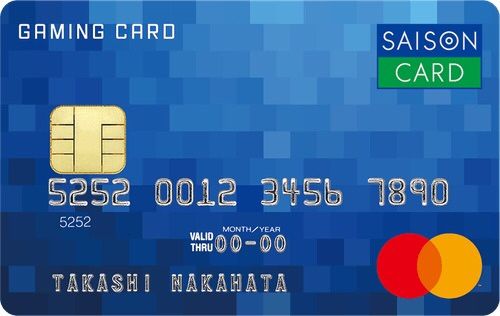 GAMING CARD
SAISON
CARD
5252 0012 3456 7890
5252
MONTH/YEAR
VALID
THRU 00-00
TAKASHI NAKAHATA